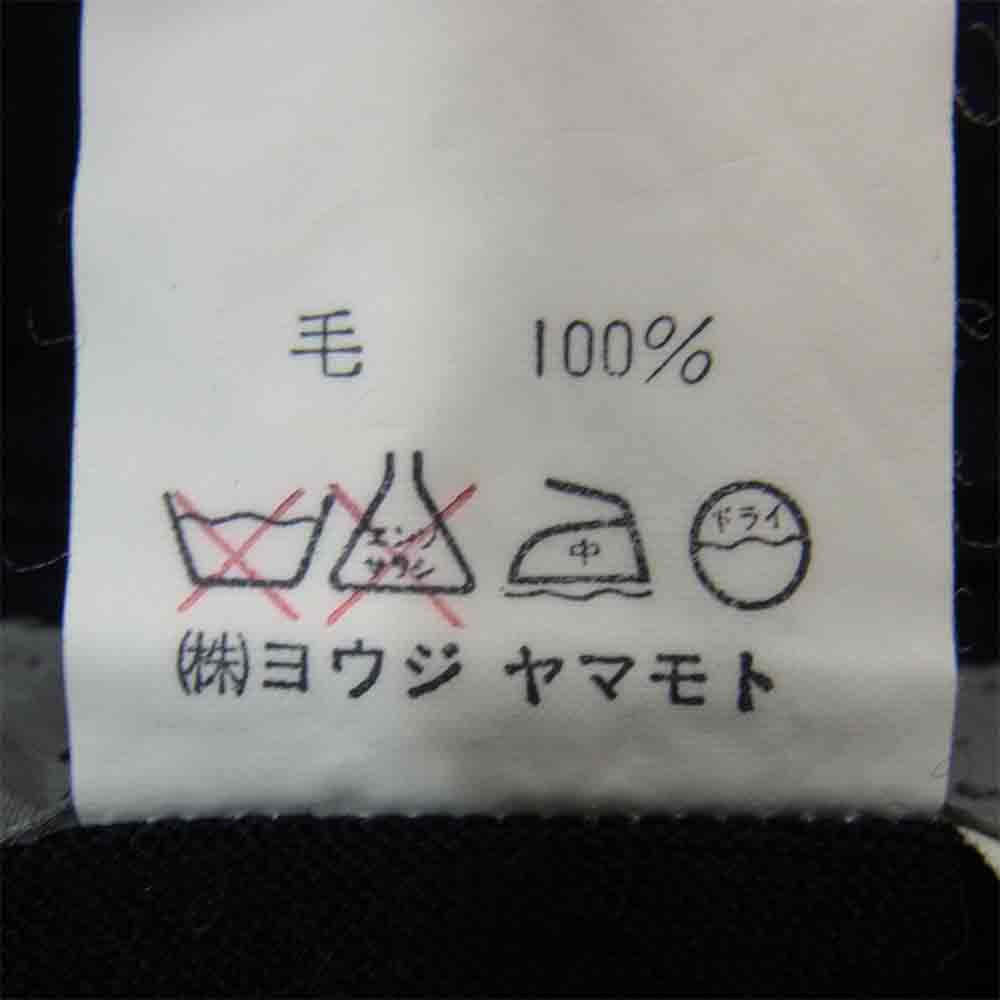 毛 100%
エンソ
サラシ
中
ドライ
(株)ヨウジ ヤマモト